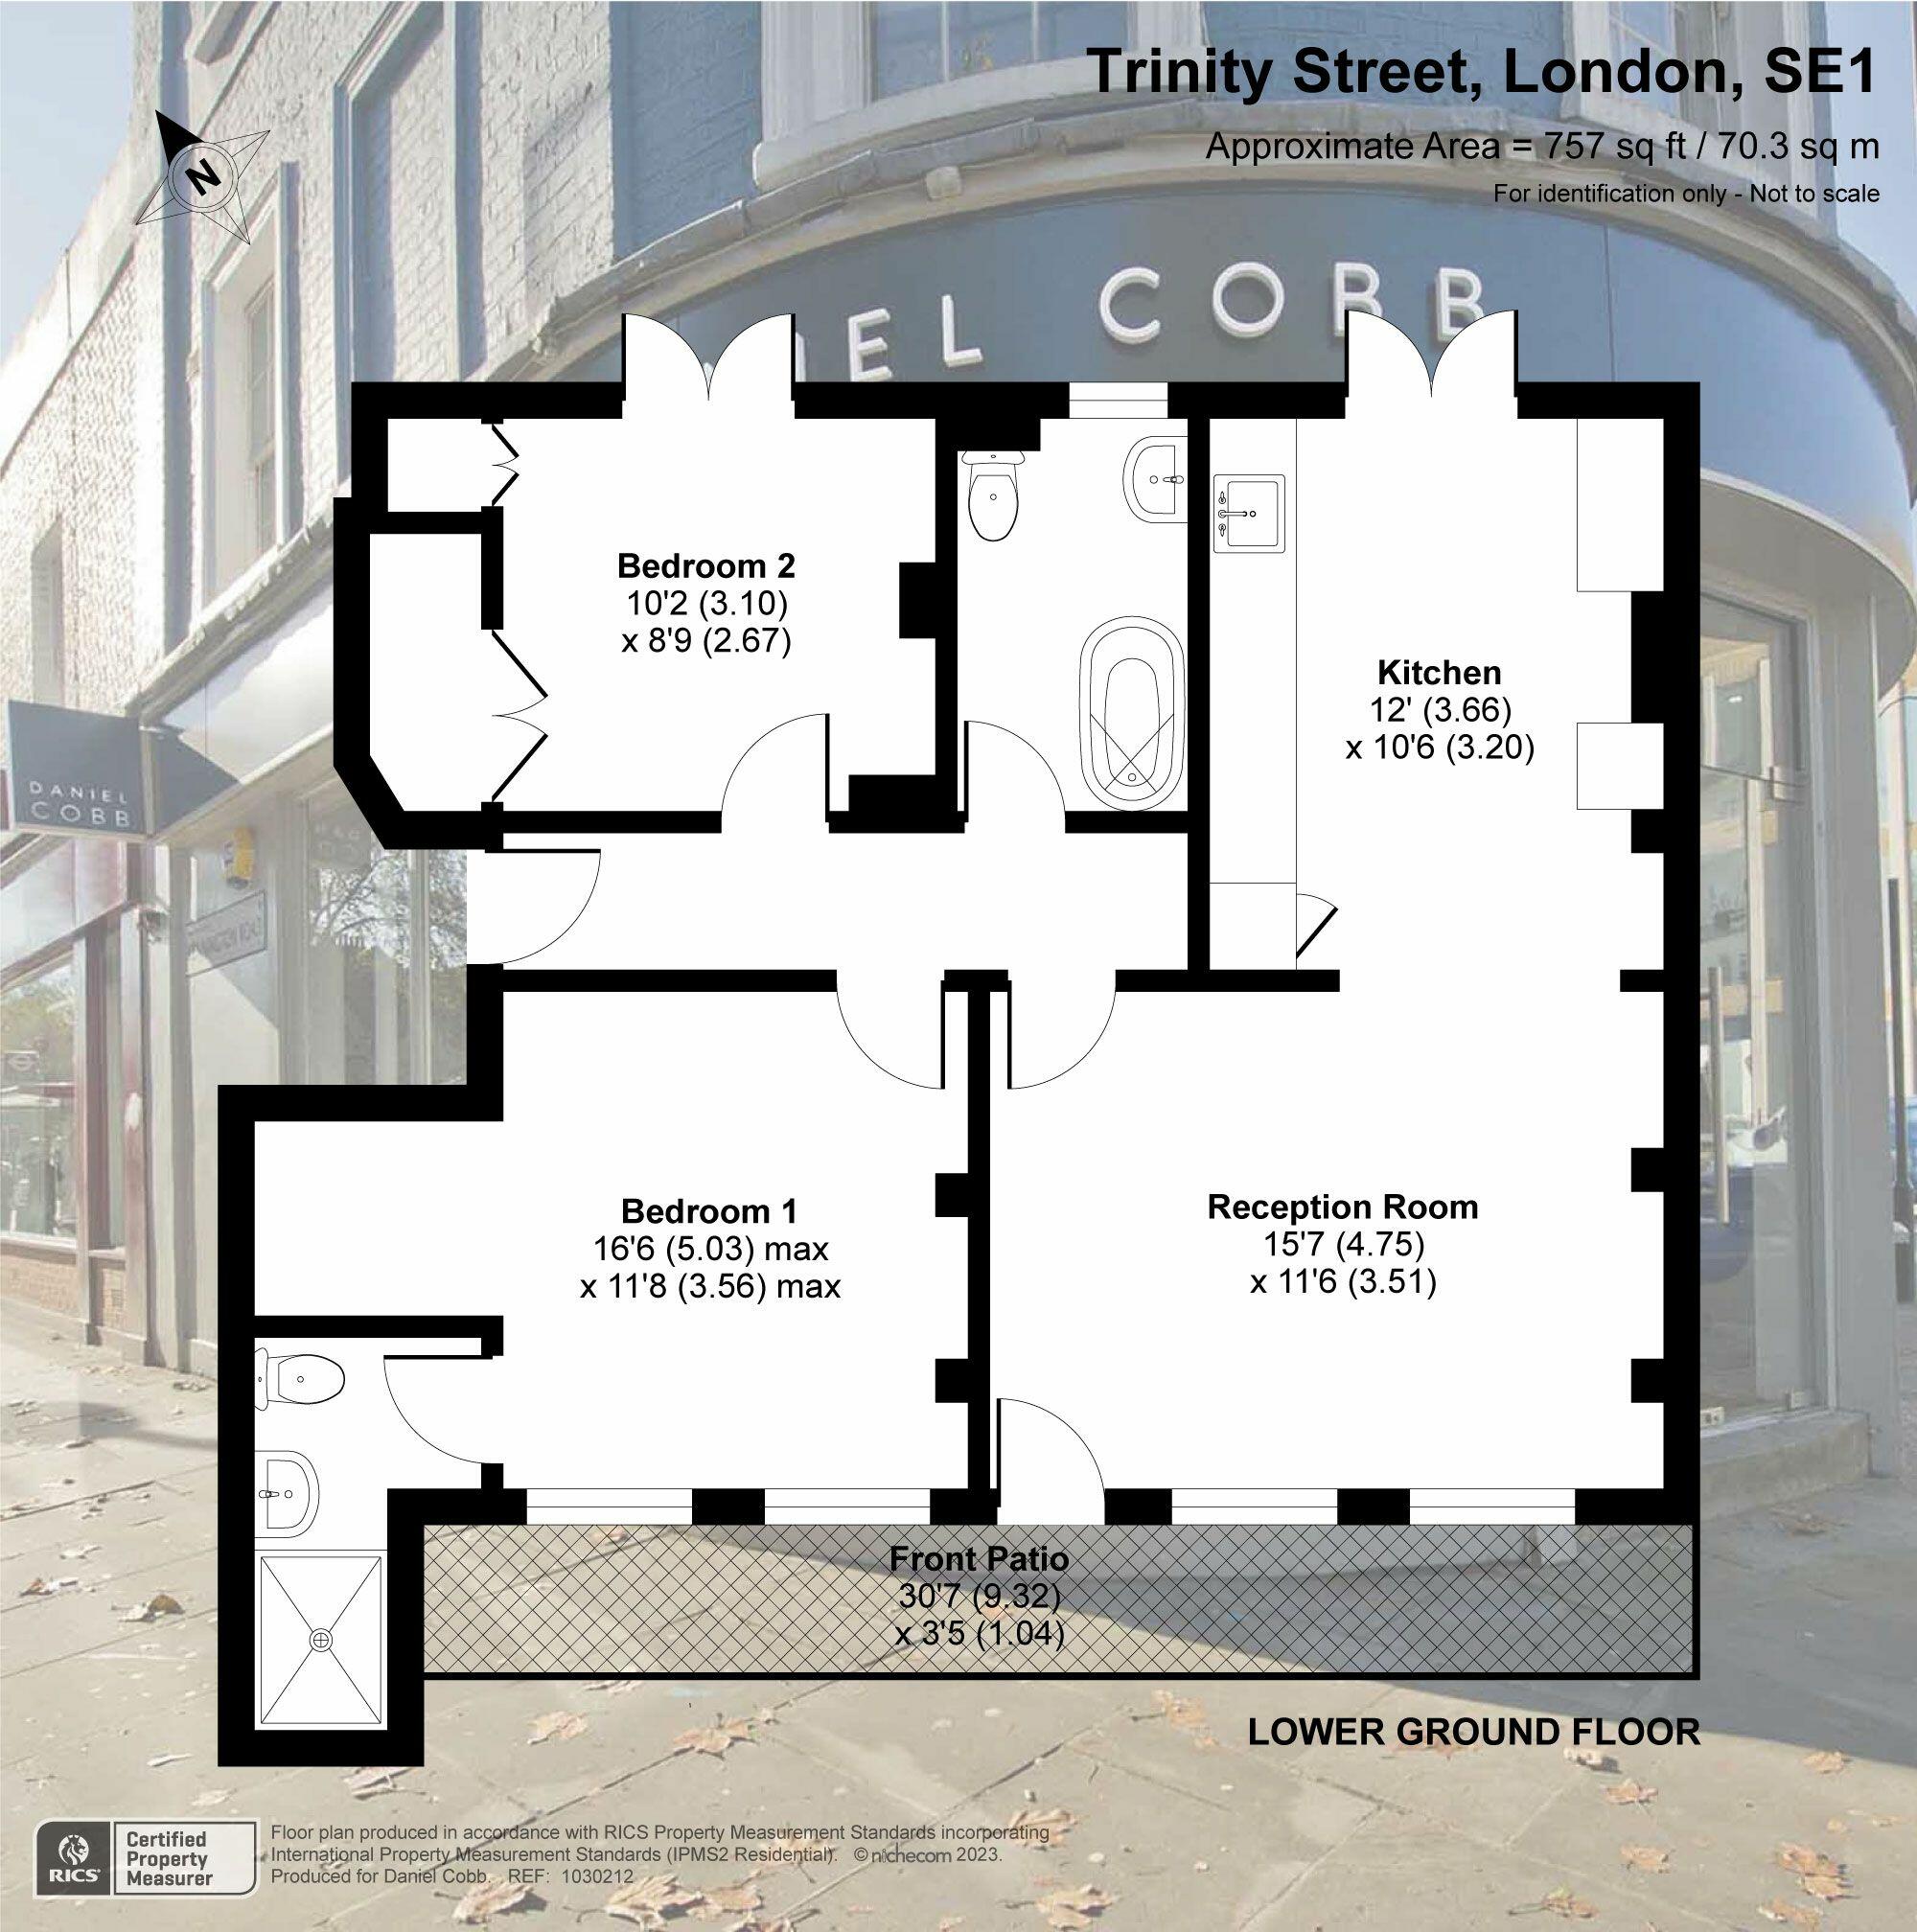 Trinity Street, London, SE1
Approximate Area = 757 sq ft / 70.3 sq m
For identification only - Not to scale
N
IEL COBB
Bedroom 2
10'2 (3.10)
x 8'9 (2.67)
Kitchen
12' (3.66)
x 10'6 (3.20)
DANIEL
COBB
Bedroom 1
16'6 (5.03) max
x 11'8 (3.56) max
Reception Room
15'7 (4.75)
x 11'6 (3.51)
Front Patio
30'7 (9.32)
x 3'5 (1.04)
LOWER GROUND FLOOR
RICS
Certified
Property
Measurer
Floor plan produced in accordance with RICS Property Measurement Standards incorporating
International Property Measurement Standards (IPMS2 Residential). © nichecom 2023.
Produced for Daniel Cobb. REF: 1030212